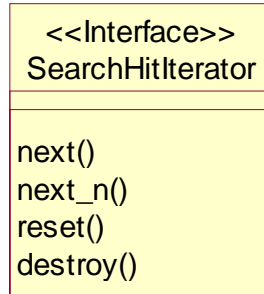 <<Interface>>
SearchHitIterator
next()
next_n()
reset()
destroy()